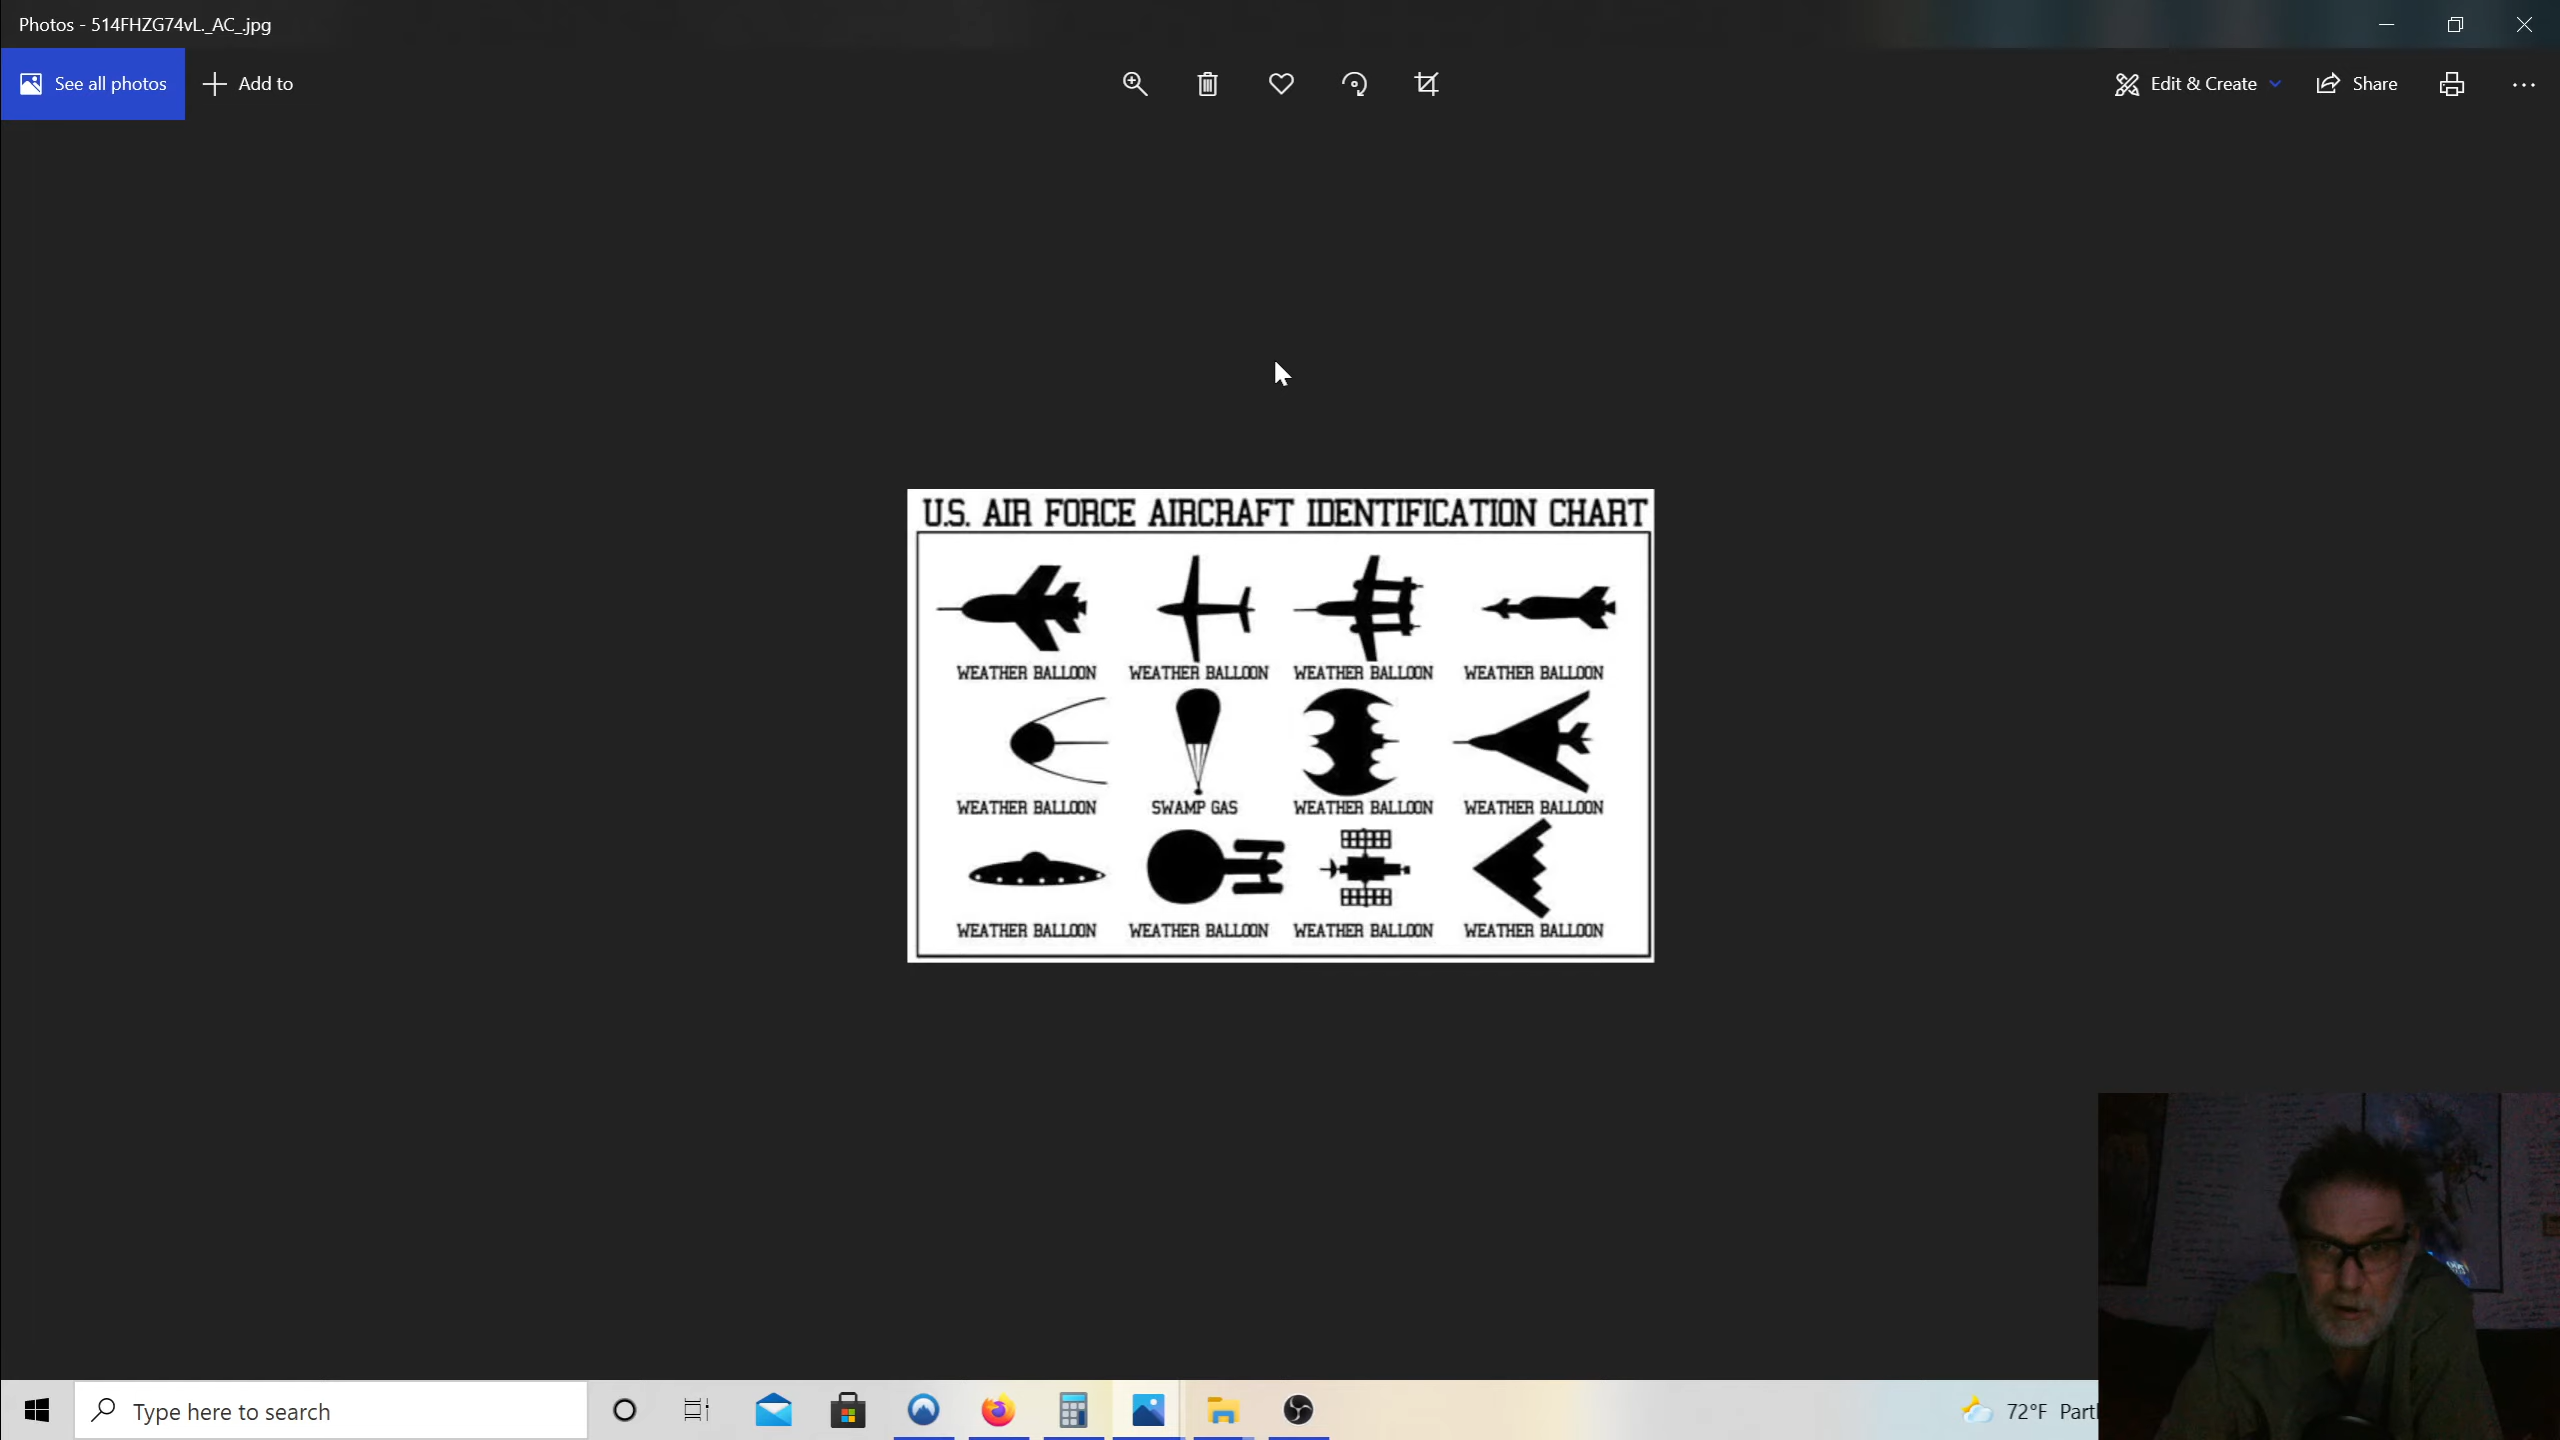 Photos - 514FHZG74vL._AC_.jpg
See all photos
Add to
Edit & Create
Share
U.S. AIR FORCE AIRCRAFT IDENTIFICATION CHART
WEATHER BALLOON WEATHER BALLOON WEATHER BALLOON WEATHER BALLOON
WEATHER BALLOON SWAMP GAS WEATHER BALLOON WEATHER BALLOON
WEATHER BALLOON WEATHER BALLOON WEATHER BALLOON WEATHER BALLOON
Type here to search
72°F